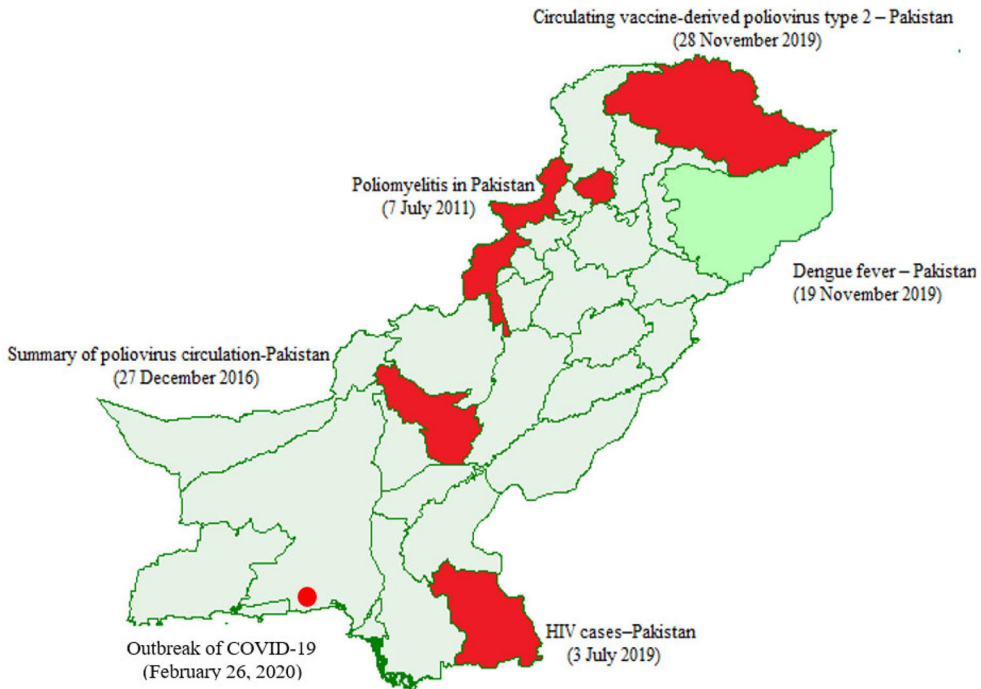 Circulating vaccine-derived poliovirus type 2 – Pakistan
(28 November 2019)
Poliomyelitis in Pakistan
(7 July 2011)
Dengue fever – Pakistan
(19 November 2019)
Summary of poliovirus circulation-Pakistan
(27 December 2016)
HIV cases–Pakistan
(3 July 2019)
Outbreak of COVID-19
(February 26, 2020)